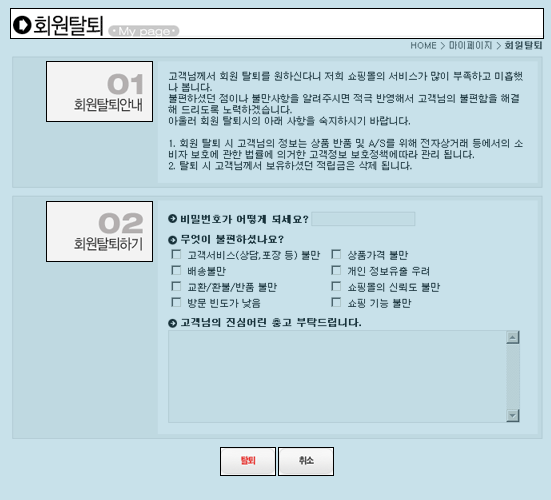 회원탈퇴 My page
HOME > 마이페이지 > 회원탈퇴
01
회원탈퇴안내
고객님께서 회원 탈퇴를 원하신다니 저희 쇼핑몰의 서비스가 많이 부족하고 미흡했
나 봅니다.
불편하셨던 점이나 불만사항을 알려주시면 적극 반영해서 고객님의 불편함을 해결
해 드리도록 노력하겠습니다.
아울러 회원 탈퇴시의 아래 사항을 숙지하시기 바랍니다.
1. 회원 탈퇴 시 고객님의 정보는 상품 반품 및 A/S를 위해 전자상거래 등에서의 소
비자 보호에 관한 법률에 의거한 고객정보 보호정책에따라 관리 됩니다.
2. 탈퇴 시 고객님께서 보유하셨던 적립금은 삭제 됩니다.
02
회원탈퇴하기
비밀번호가 어떻게 되세요?
무엇이 불편하셨나요?
고객서비스(상담,포장 등) 불만 상품가격 불만
배송불만 개인 정보유출 우려
교환/환불/반품 불만 쇼핑몰의 신뢰도 불만
방문 빈도가 낮음 쇼핑 기능 불만
고객님의 진심어린 충고 부탁드립니다.
탈퇴 취소